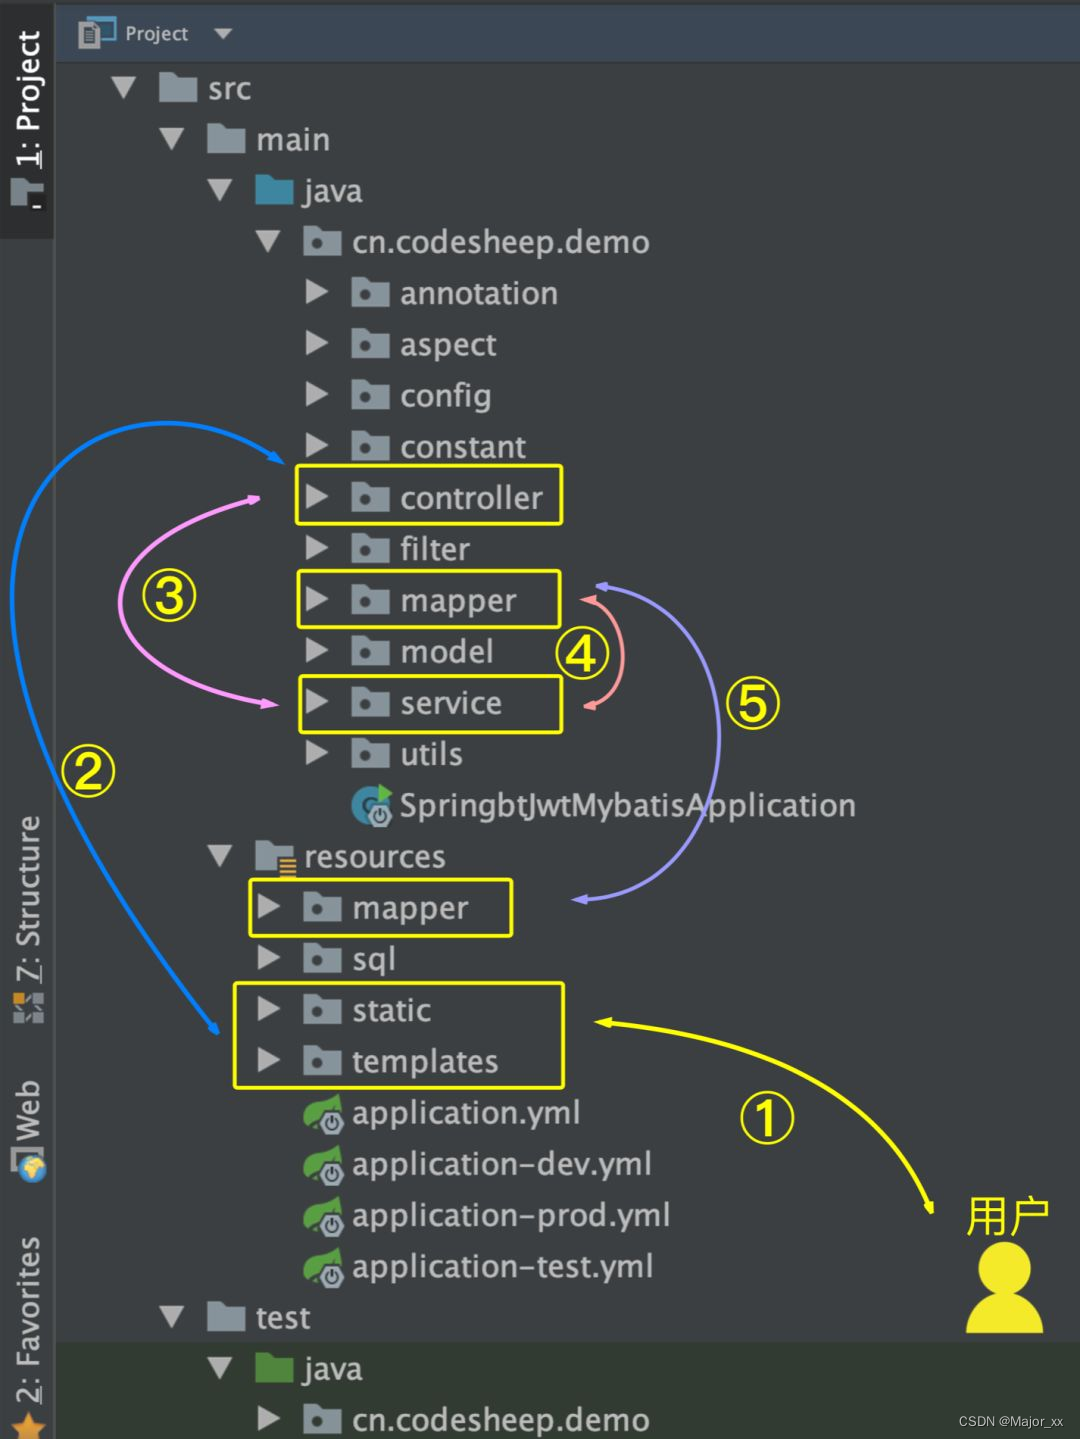 Project
1: Project
src
main
java
cn.codesheep.demo
annotation
aspect
config
constant
controller
filter
③
mapper
model
④
service
⑤
utils
②
SpringbtJwtMybatisApplication
7: Structure
resources
mapper
sql
static
templates
Web
application.yml
①
application-dev.yml
application-prod.yml
用户
application-test.yml
2: Favorites
test
java
cn.codesheep.demo
CSDN @Major_xx